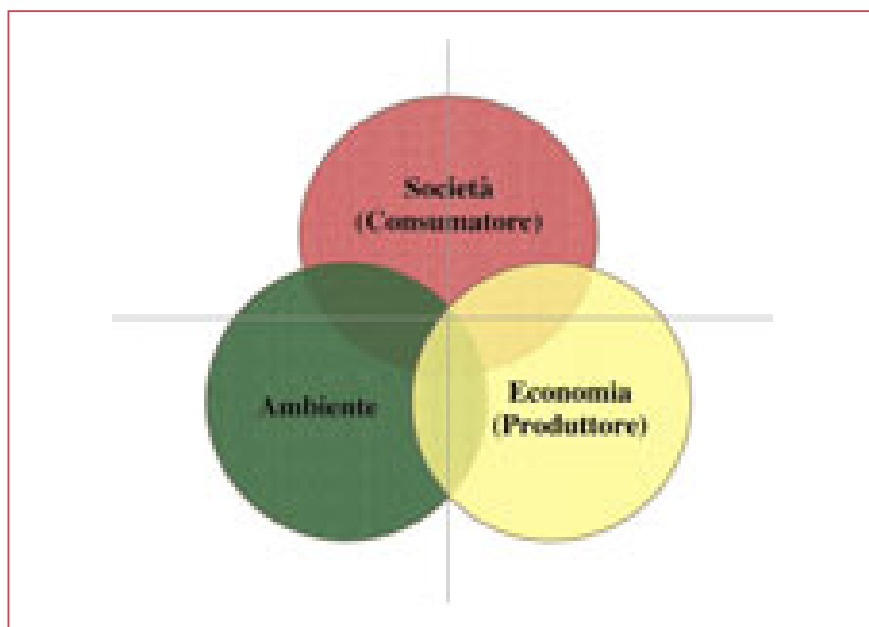 Società
(Consumatore)
Ambiente
Economia
(Produttore)